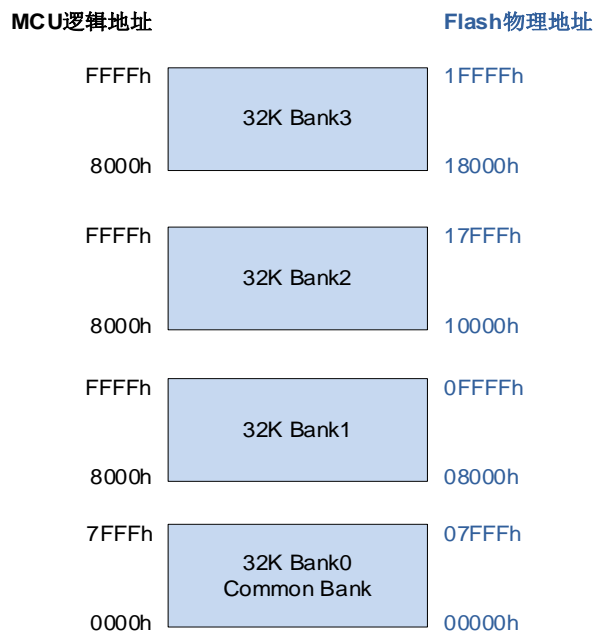 MCU逻辑地址 Flash物理地址
FFFFh 1FFFFh
32K Bank3
8000h 18000h
FFFFh 17FFFh
32K Bank2
8000h 10000h
FFFFh 0FFFFh
32K Bank1
8000h 08000h
7FFFh 07FFFh
32K Bank0
Common Bank
0000h 00000h